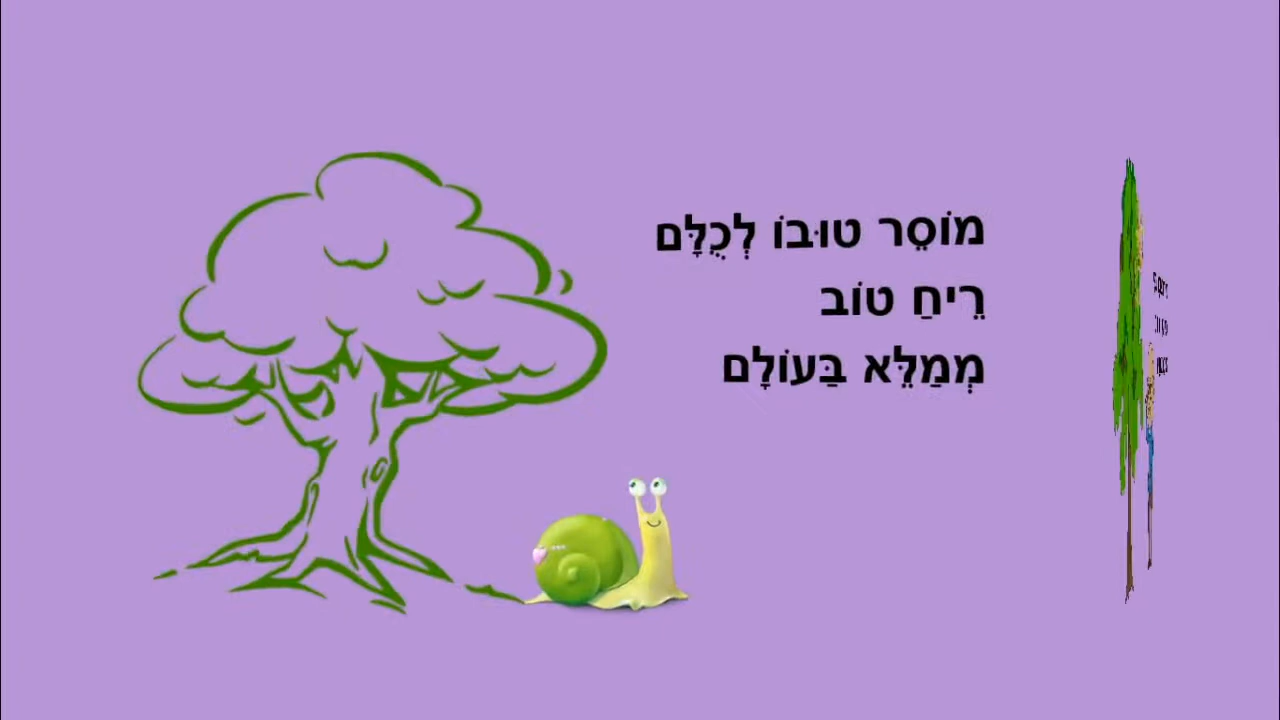 מוֹסֵר טוּבוֹ לְכֻלָּם
רֵיחַ טוֹב
מְמַלֵּא בַּעוֹלָם